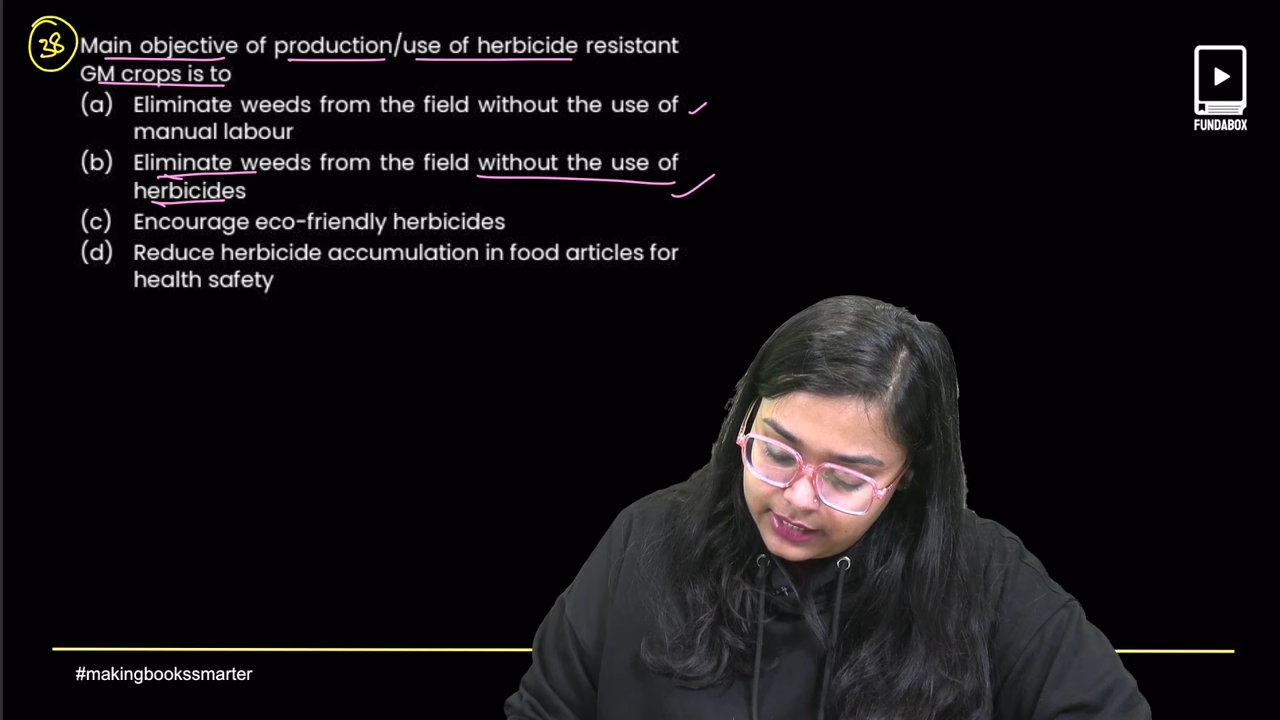 38
Main objective of production/use of herbicide resistant
GM crops is to
(a) Eliminate weeds from the field without the use of
manual labour
(b) Eliminate weeds from the field without the use of
herbicides
(c) Encourage eco-friendly herbicides
(d) Reduce herbicide accumulation in food articles for
health safety
FUNDABOX
#makingbookssmarter